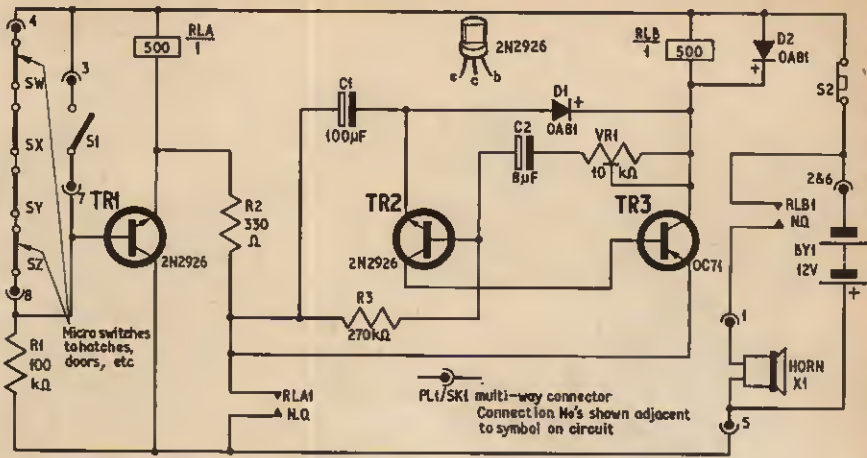 4
3
SW
SX
S1
SY
7
SZ
8
R1
100
kΩ
Micro switches
to hatches,
doors, etc
TR1
2N2926
500
RLA
1
R2
330
Ω
RLA1
N.O.
C1
100µF
2N2926
e c b
TR2
2N2926
R3
270kΩ
D1
OA81
+
C2
8µF
VR1
10 kΩ
TR3
OC71
RLB
1
500
D2
OA81
+
S2
2&6
RLB1
N.O.
BY1
12V
+
1
HORN
X1
5
PL1/SK1 multi-way connector
Connection No's shown adjacent
to symbol on circuit